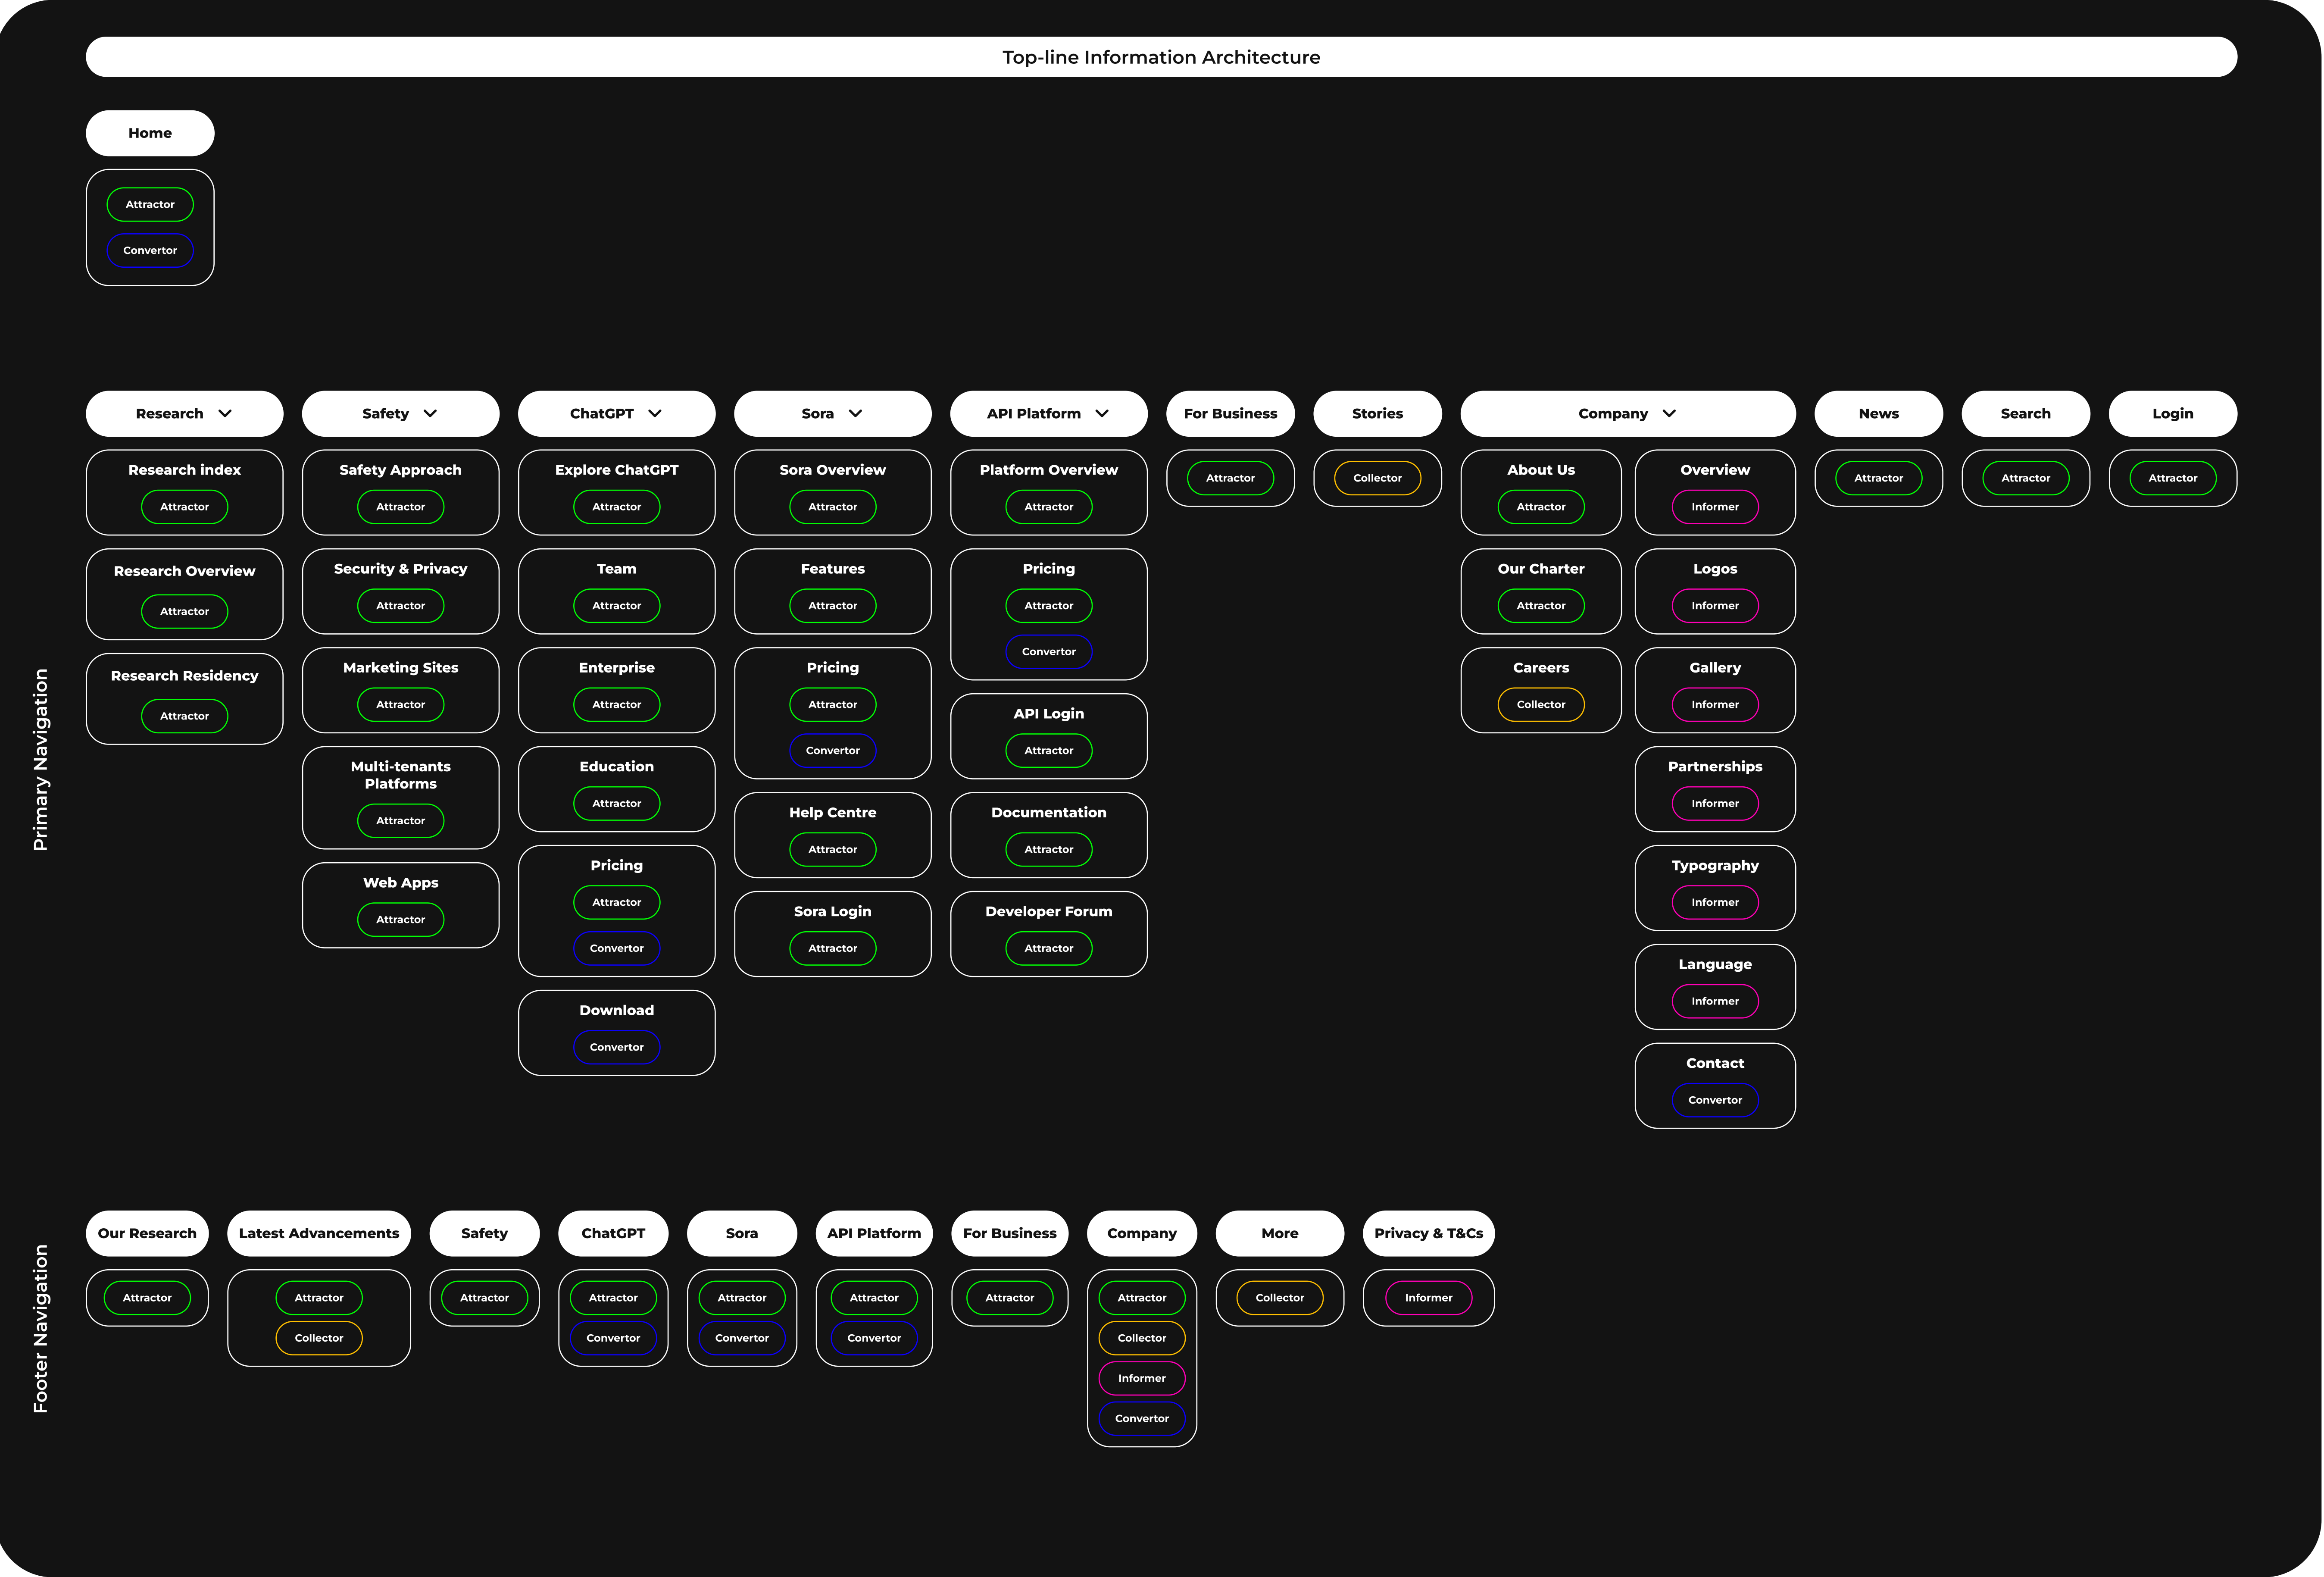 Top-line Information Architecture
Home
Attractor
Convertor
Primary Navigation
Research
Research index
Attractor
Research Overview
Attractor
Research Residency
Attractor
Safety
Safety Approach
Attractor
Security & Privacy
Attractor
Marketing Sites
Attractor
Multi-tenants
Platforms
Attractor
Web Apps
Attractor
ChatGPT
Explore ChatGPT
Attractor
Team
Attractor
Enterprise
Attractor
Education
Attractor
Pricing
Attractor
Convertor
Download
Convertor
Sora
Sora Overview
Attractor
Features
Attractor
Pricing
Attractor
Convertor
Help Centre
Attractor
Sora Login
Attractor
API Platform
Platform Overview
Attractor
Pricing
Attractor
Convertor
API Login
Attractor
Documentation
Attractor
Developer Forum
Attractor
For Business
Attractor
Stories
Collector
Company
About Us
Attractor
Our Charter
Attractor
Careers
Collector
Overview
Informer
Logos
Informer
Gallery
Informer
Partnerships
Informer
Typography
Informer
Language
Informer
Contact
Convertor
News
Attractor
Search
Attractor
Login
Attractor
Footer Navigation
Our Research
Attractor
Latest Advancements
Attractor
Collector
Safety
Attractor
ChatGPT
Attractor
Convertor
Sora
Attractor
Convertor
API Platform
Attractor
Convertor
For Business
Attractor
Company
Attractor
Collector
Informer
Convertor
More
Collector
Privacy & T&Cs
Informer